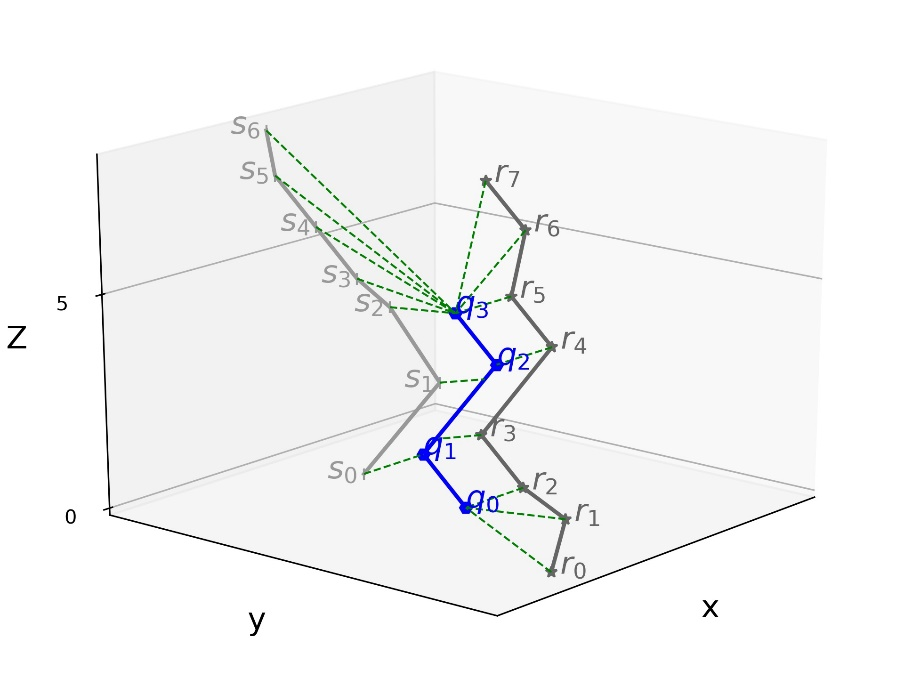 s₆
s₅
r₇
s₄
r₆
s₃
r₅
5
s₂
q₃
Z
r₄
q₂
s₁
r₃
q₁
s₀
r₂
q₀
0
r₁
r₀
x
y